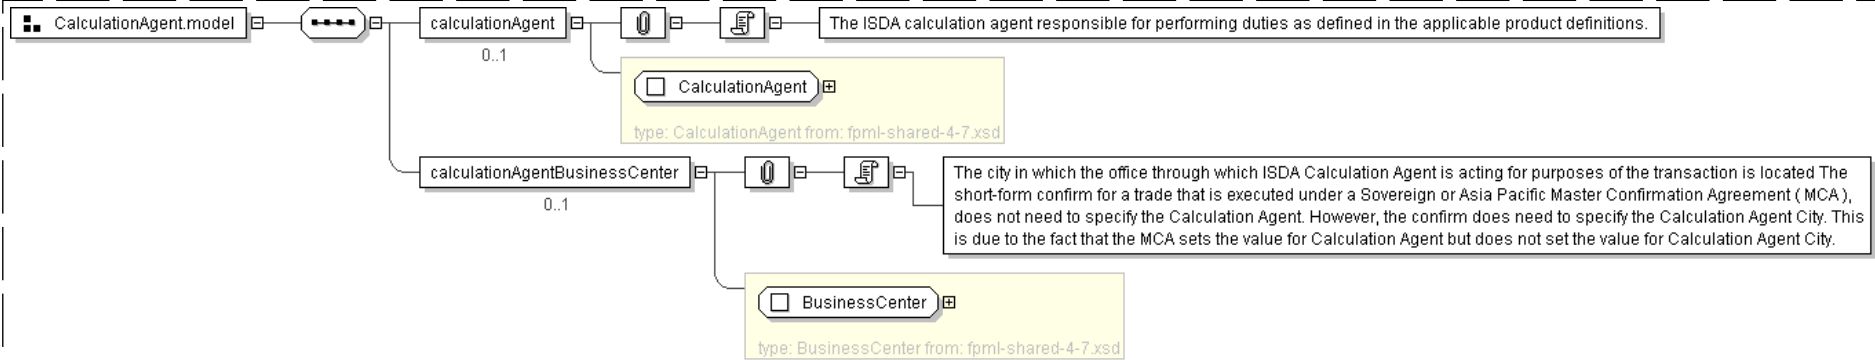 CalculationAgent.model
calculationAgent
The ISDA calculation agent responsible for performing duties as defined in the applicable product definitions.
0..1
CalculationAgent
type: CalculationAgent from: fpml-shared-4-7.xsd
calculationAgentBusinessCenter
0..1
The city in which the office through which ISDA Calculation Agent is acting for purposes of the transaction is located The
short-form confirm for a trade that is executed under a Sovereign or Asia Pacific Master Confirmation Agreement ( MCA ),
does not need to specify the Calculation Agent. However, the confirm does need to specify the Calculation Agent City. This
is due to the fact that the MCA sets the value for Calculation Agent but does not set the value for Calculation Agent City.
BusinessCenter
type: BusinessCenter from: fpml-shared-4-7.xsd